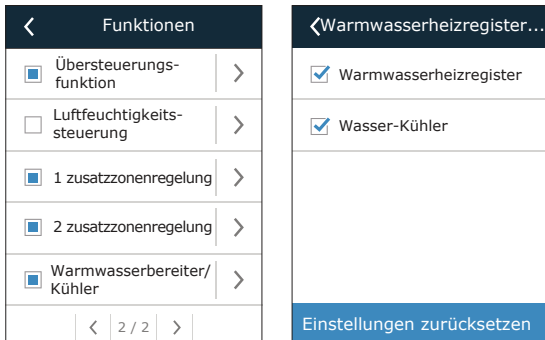 Funktionen
Übersteuerungs-
funktion
Luftfeuchtigkeits-
steuerung
1 zusatzzonenregelung
2 zusatzzonenregelung
Warmwasserbereiter/
Kühler
2 / 2
Warmwasserheizregister...
Warmwasserheizregister
Wasser-Kühler
Einstellungen zurücksetzen